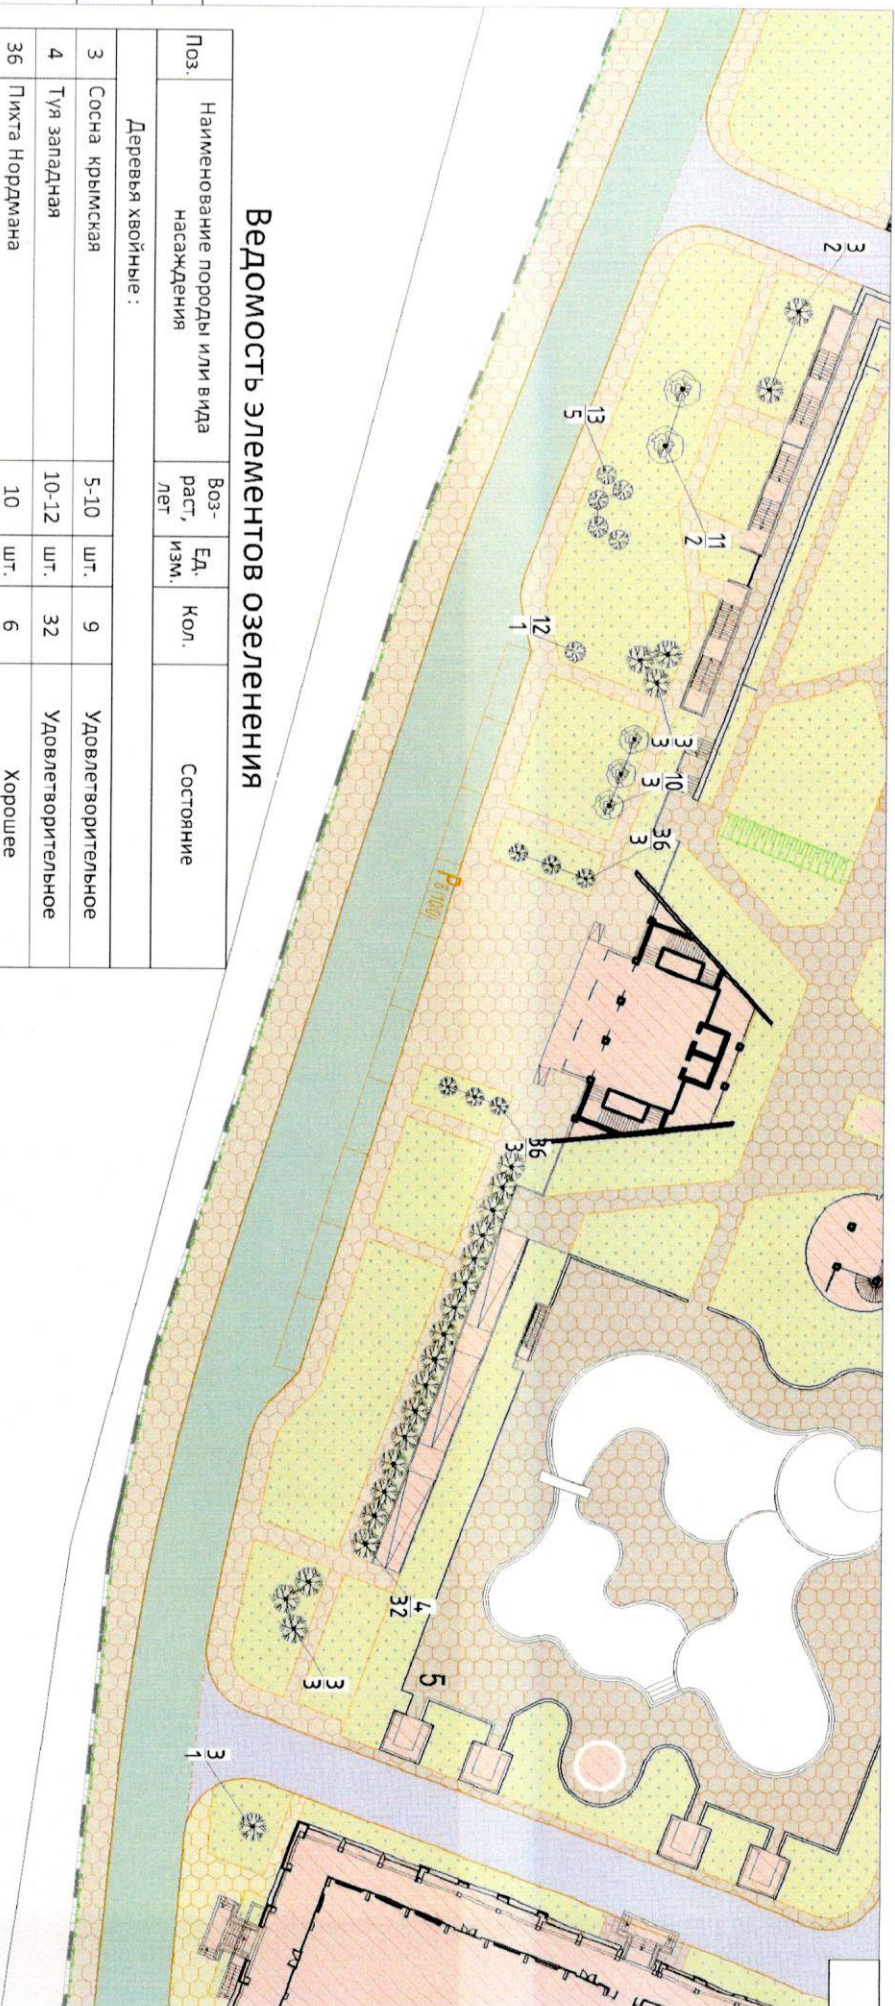 3
2
11
2
13
5
12
1
3
3
10
3
36
3
P
36
3
4
32
5
3
3
3
1
Ведомость элементов озеленения
Поз.
Наименование породы или вида
насаждения
Воз-
раст,
лет
Ед.
изм.
Кол.
Состояние
Деревья хвойные :
3 Сосна крымская 5-10 шт. 9 Удовлетворительное
4 Туя западная 10-12 шт. 32 Удовлетворительное
36 Пихта Нордмана 10 шт. 6 Хорошее